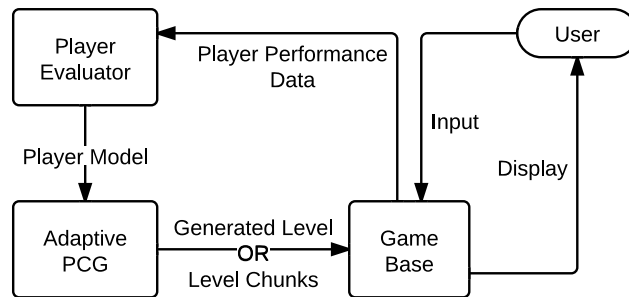 Player
Evaluator
Player Performance
Data
User
Input
Display
Player Model
Adaptive
PCG
Generated Level
OR
Level Chunks
Game
Base